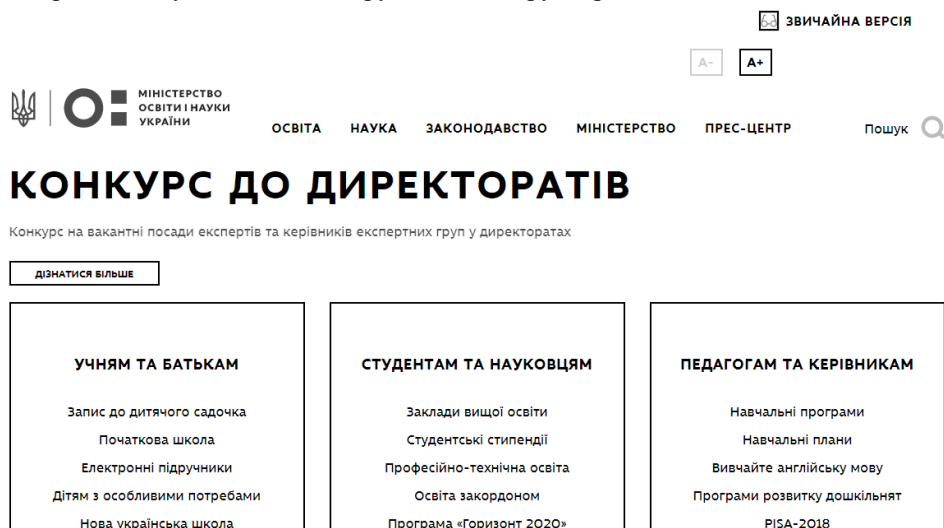 ЗВИЧАЙНА ВЕРСІЯ
A- A+
МІНІСТЕРСТВО
ОСВІТИ І НАУКИ
УКРАЇНИ
ОСВІТА НАУКА ЗАКОНОДАВСТВО МІНІСТЕРСТВО ПРЕС-ЦЕНТР Пошук
КОНКУРС ДО ДИРЕКТОРАТІВ
Конкурс на вакантні посади експертів та керівників експертних груп у директоратах
ДІЗНАТИСЯ БІЛЬШЕ
УЧНЯМ ТА БАТЬКАМ
Запис до дитячого садочка
Початкова школа
Електронні підручники
Дітям з особливими потребами
Нова українська школа
СТУДЕНТАМ ТА НАУКОВЦЯМ
Заклади вищої освіти
Студентські стипендії
Професійно-технічна освіта
Освіта закордоном
Програма «Горизонт 2020»
ПЕДАГОГАМ ТА КЕРІВНИКАМ
Навчальні програми
Навчальні плани
Вивчайте англійську мову
Програми розвитку дошкільнят
PISA-2018